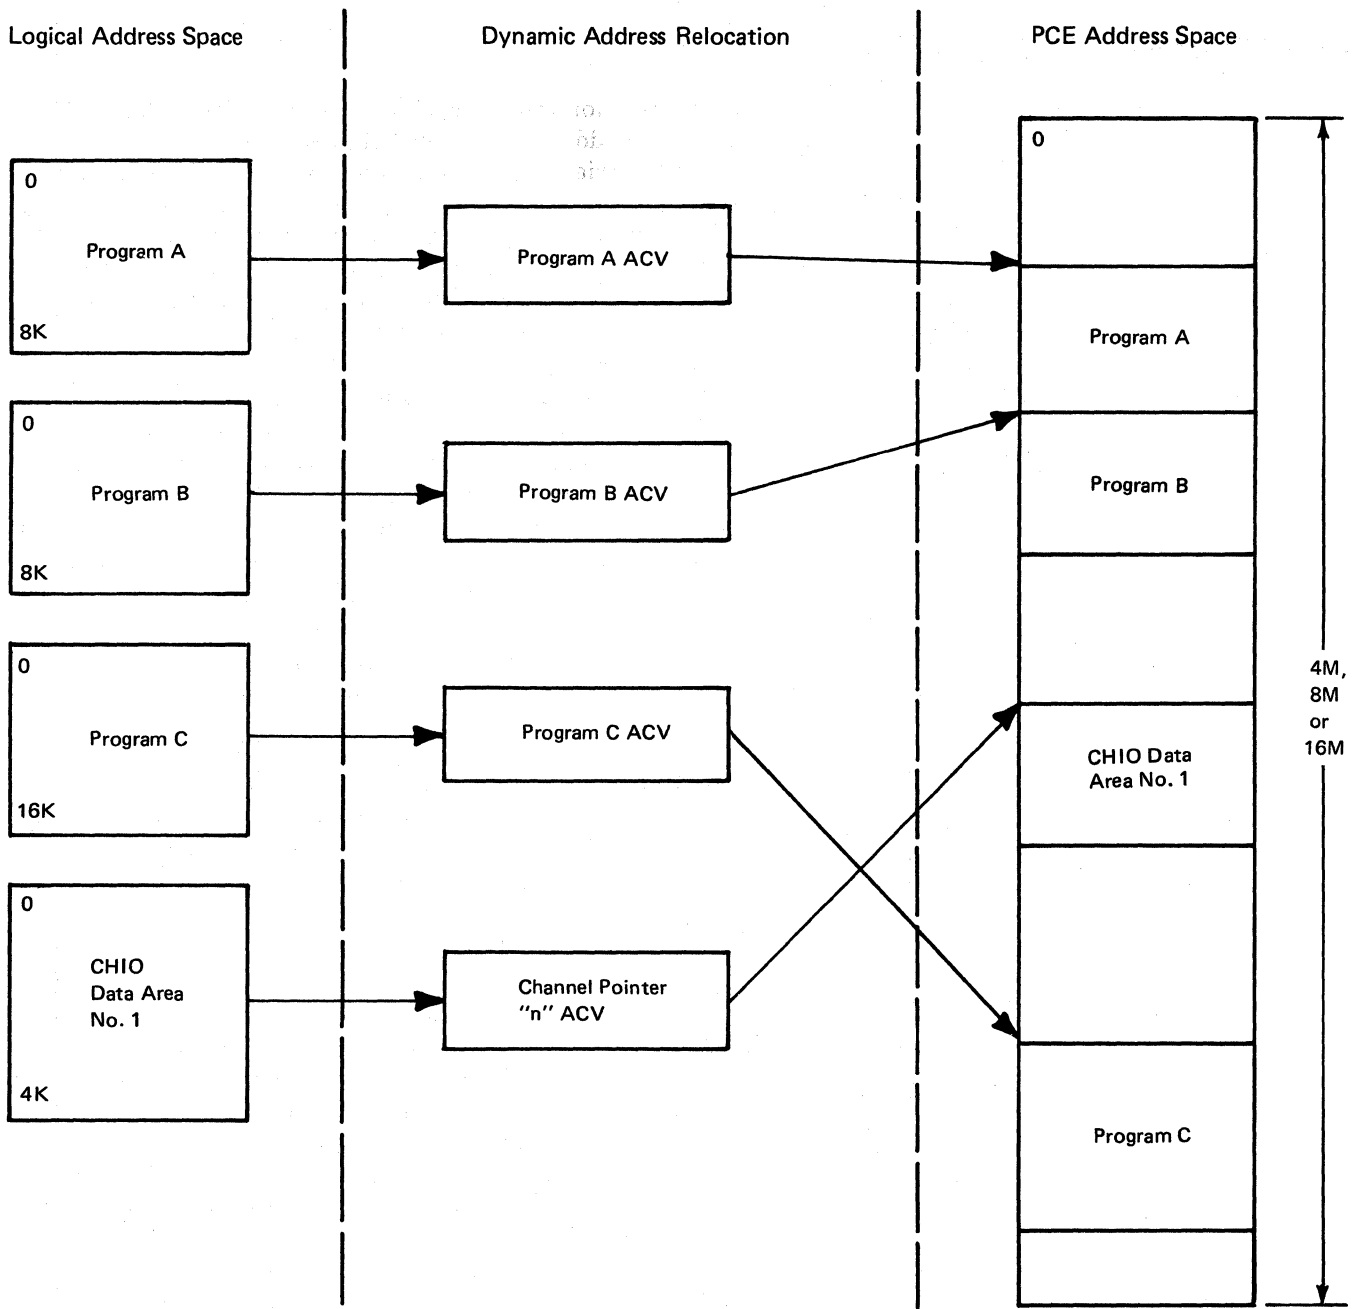 Logical Address Space
Dynamic Address Relocation
PCE Address Space
0
Program A
8K
Program A ACV
0
Program A
0
Program B
8K
Program B ACV
Program B
0
Program C
16K
Program C ACV
CHIO Data
Area No. 1
4M,
8M
or
16M
0
CHIO
Data Area
No. 1
4K
Channel Pointer
"n" ACV
Program C